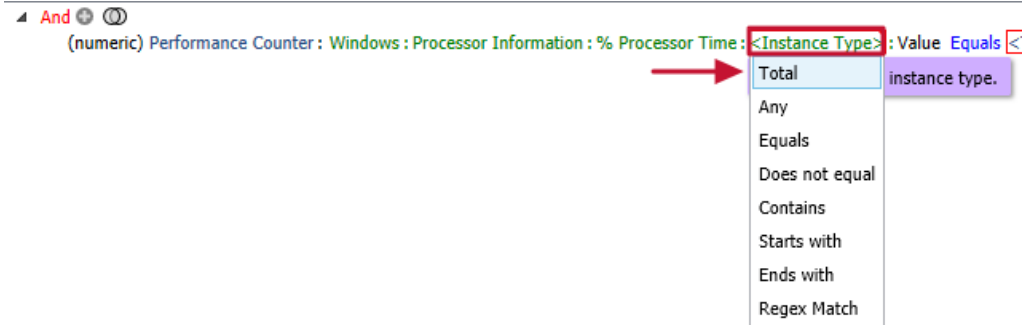 And
(numeric) Performance Counter : Windows : Processor Information : % Processor Time : <Instance Type> : Value Equals <
Total
instance type.
Any
Equals
Does not equal
Contains
Starts with
Ends with
Regex Match